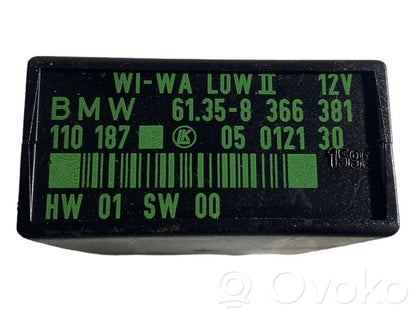 WI-WA LOW II 12V
BMW 61.35-8 366 381
110 187 LK 05 0121 30
HW 01 SW 00
OVOKO